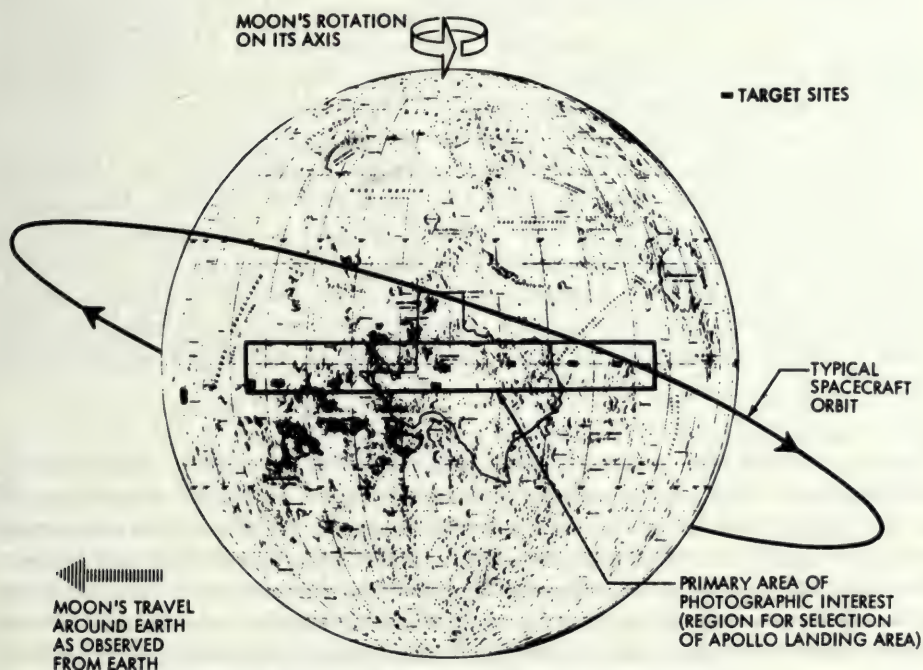 MOON'S ROTATION
ON ITS AXIS
= TARGET SITES
TYPICAL
SPACECRAFT
ORBIT
MOON'S TRAVEL
AROUND EARTH
AS OBSERVED
FROM EARTH
PRIMARY AREA OF
PHOTOGRAPHIC INTEREST
(REGION FOR SELECTION
OF APOLLO LANDING AREA)